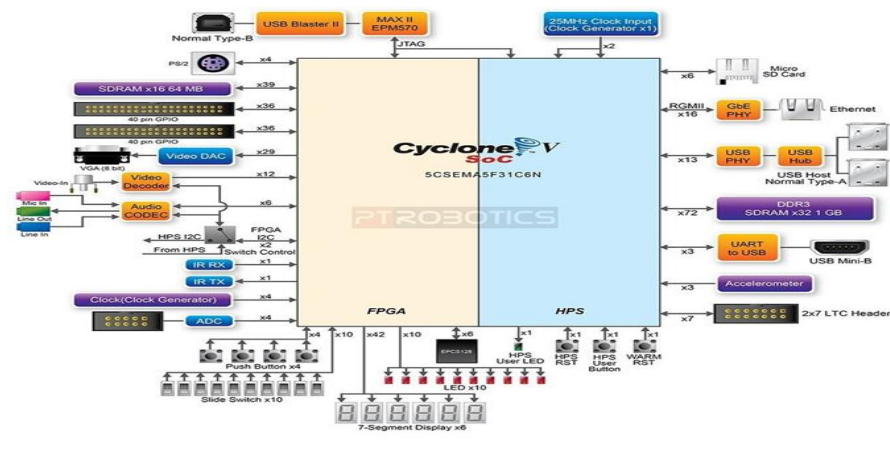 Normal Type-B
USB Blaster II
MAX II
EPM570
JTAG
25MHz Clock Input
(Clock Generator x1)
x2
PS/2
x4
SDRAM x16 64 MB
x39
40 pin GPIO
x36
40 pin GPIO
x36
VGA (8 bit)
Video DAC
x29
Video-In
Video
Decoder
x12
Mic In
Line Out
Line In
Audio
CODEC
x6
HPS I2C
From HPS
FPGA
I2C
x2
Switch Control
IR RX
x1
IR TX
x1
Clock(Clock Generator)
x4
ADC
x4
Cyclone V
SoC
5CSEMA5F31C6N
PTROBOTICS
FPGA
HPS
x6
Micro
SD Card
RGMII
x16
GbE
PHY
Ethernet
x13
USB
PHY
USB
Hub
USB Host
Normal Type-A
x72
DDR3
SDRAM x32 1 GB
x3
UART
to USB
USB Mini-B
x3
Accelerometer
x7
2x7 LTC Header
x4
x10
x42
x10
x6
x1
x1
x1
x1
Push Button x4
Slide Switch x10
EPCS128
HPS
User LED
HPS
RST
HPS
User
Button
WARM
RST
LED x10
7-Segment Display x6